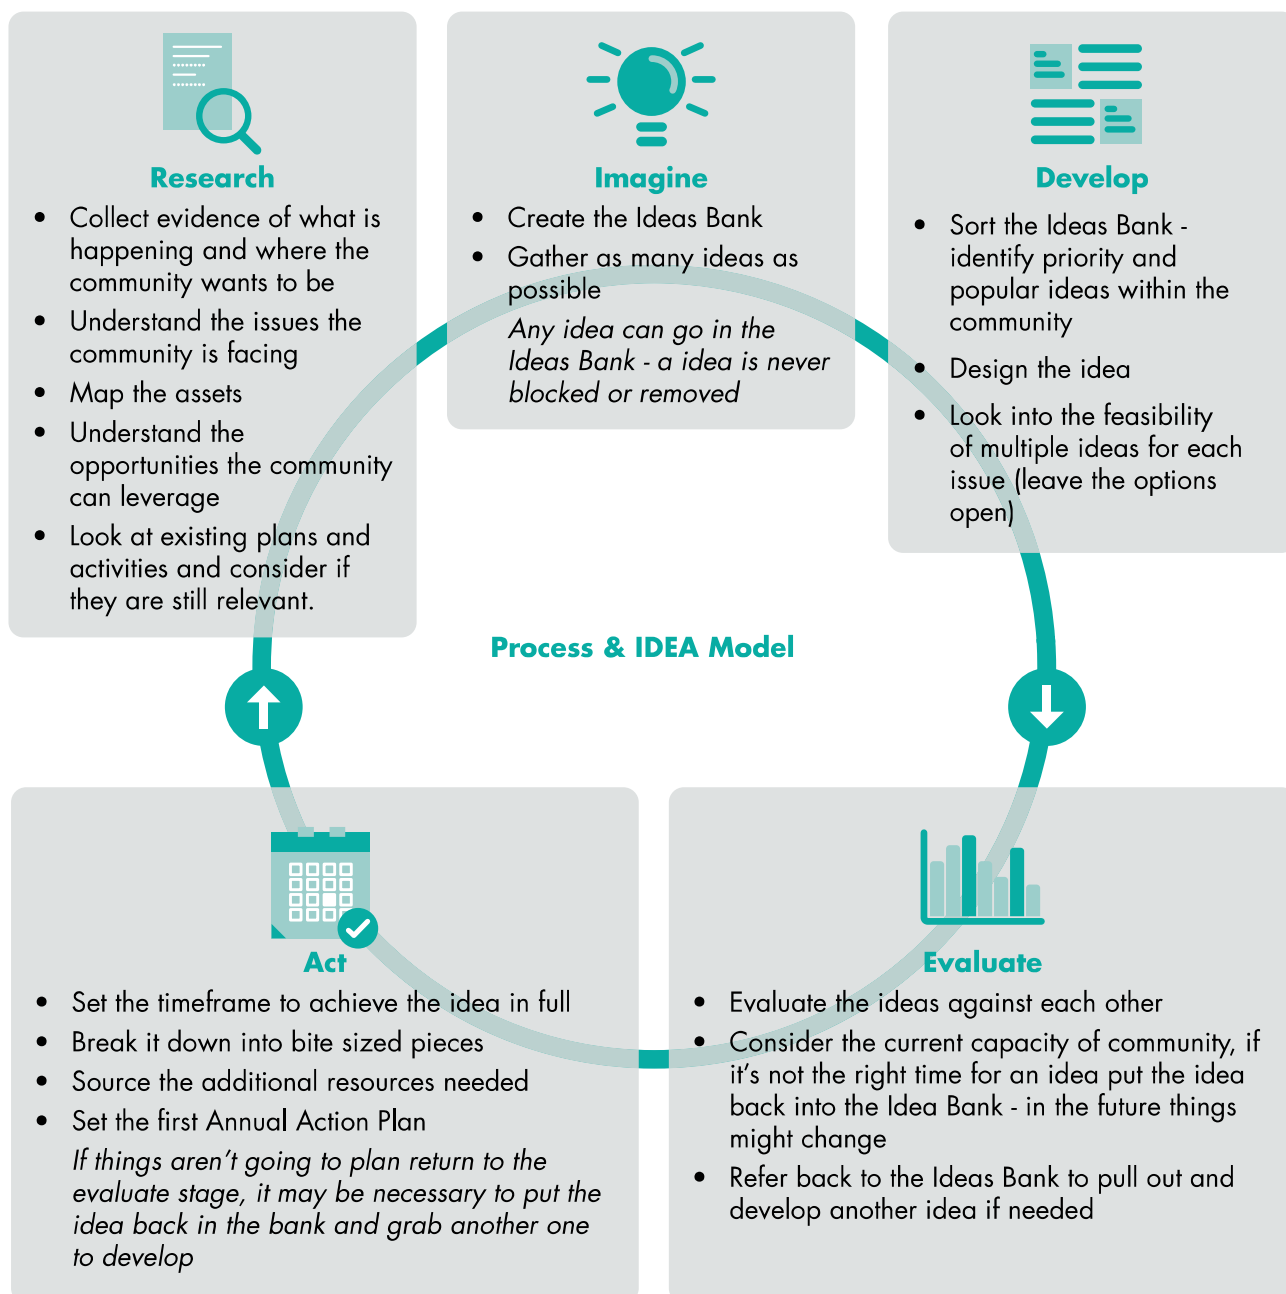 Research
• Collect evidence of what is
happening and where the
community wants to be
• Understand the issues the
community is facing
• Map the assets
• Understand the
opportunities the community
can leverage
• Look at existing plans and
activities and consider if
they are still relevant.
Imagine
• Create the Ideas Bank
• Gather as many ideas as
possible
Any idea can go in the
Ideas Bank - a idea is never
blocked or removed
Develop
• Sort the Ideas Bank -
identify priority and
popular ideas within the
community
• Design the idea
• Look into the feasibility
of multiple ideas for each
issue (leave the options
open)
Process & IDEA Model
Act
• Set the timeframe to achieve the idea in full
• Break it down into bite sized pieces
• Source the additional resources needed
• Set the first Annual Action Plan
If things aren't going to plan return to the
evaluate stage, it may be necessary to put the
idea back in the bank and grab another one
to develop
Evaluate
• Evaluate the ideas against each other
• Consider the current capacity of community, if
it's not the right time for an idea put the idea
back into the Idea Bank - in the future things
might change
• Refer back to the Ideas Bank to pull out and
develop another idea if needed